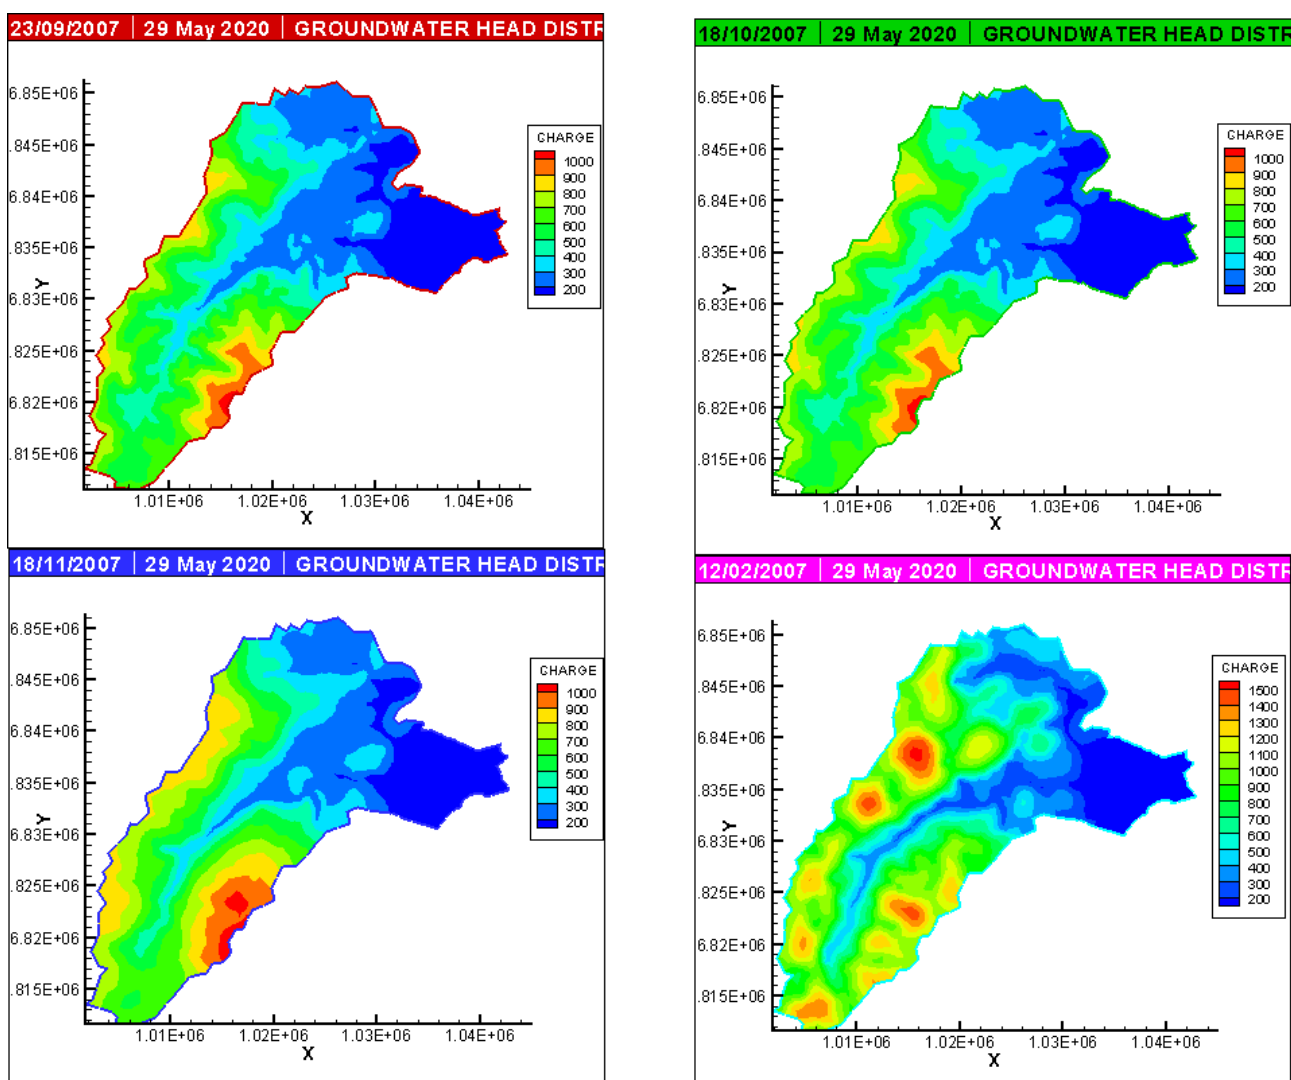 23/09/2007 | 29 May 2020 | GROUNDWATER HEAD DISTR
6.85E+06
.845E+06
6.84E+06
.835E+06
6.83E+06
.825E+06
6.82E+06
.815E+06
Y
1.01E+06 1.02E+06 1.03E+06 1.04E+06
X
CHARGE
1000
900
800
700
600
500
400
300
200
18/10/2007 | 29 May 2020 | GROUNDWATER HEAD DISTR
6.85E+06
.845E+06
6.84E+06
.835E+06
6.83E+06
.825E+06
6.82E+06
.815E+06
Y
1.01E+06 1.02E+06 1.03E+06 1.04E+06
X
CHARGE
1000
900
800
700
600
500
400
300
200
18/11/2007 | 29 May 2020 | GROUNDWATER HEAD DISTR
6.85E+06
.845E+06
6.84E+06
.835E+06
6.83E+06
.825E+06
6.82E+06
.815E+06
Y
1.01E+06 1.02E+06 1.03E+06 1.04E+06
X
CHARGE
1000
900
800
700
600
500
400
300
200
12/02/2007 | 29 May 2020 | GROUNDWATER HEAD DISTR
6.85E+06
.845E+06
6.84E+06
.835E+06
6.83E+06
.825E+06
6.82E+06
.815E+06
Y
1.01E+06 1.02E+06 1.03E+06 1.04E+06
X
CHARGE
1500
1400
1300
1200
1100
1000
900
800
700
600
500
400
300
200